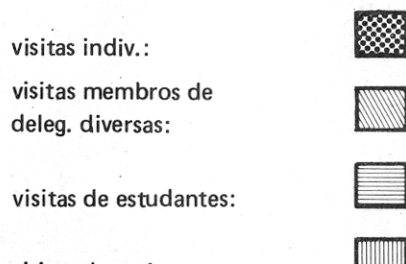 visitas indiv.:
visitas membros de
deleg. diversas:
visitas de estudantes: